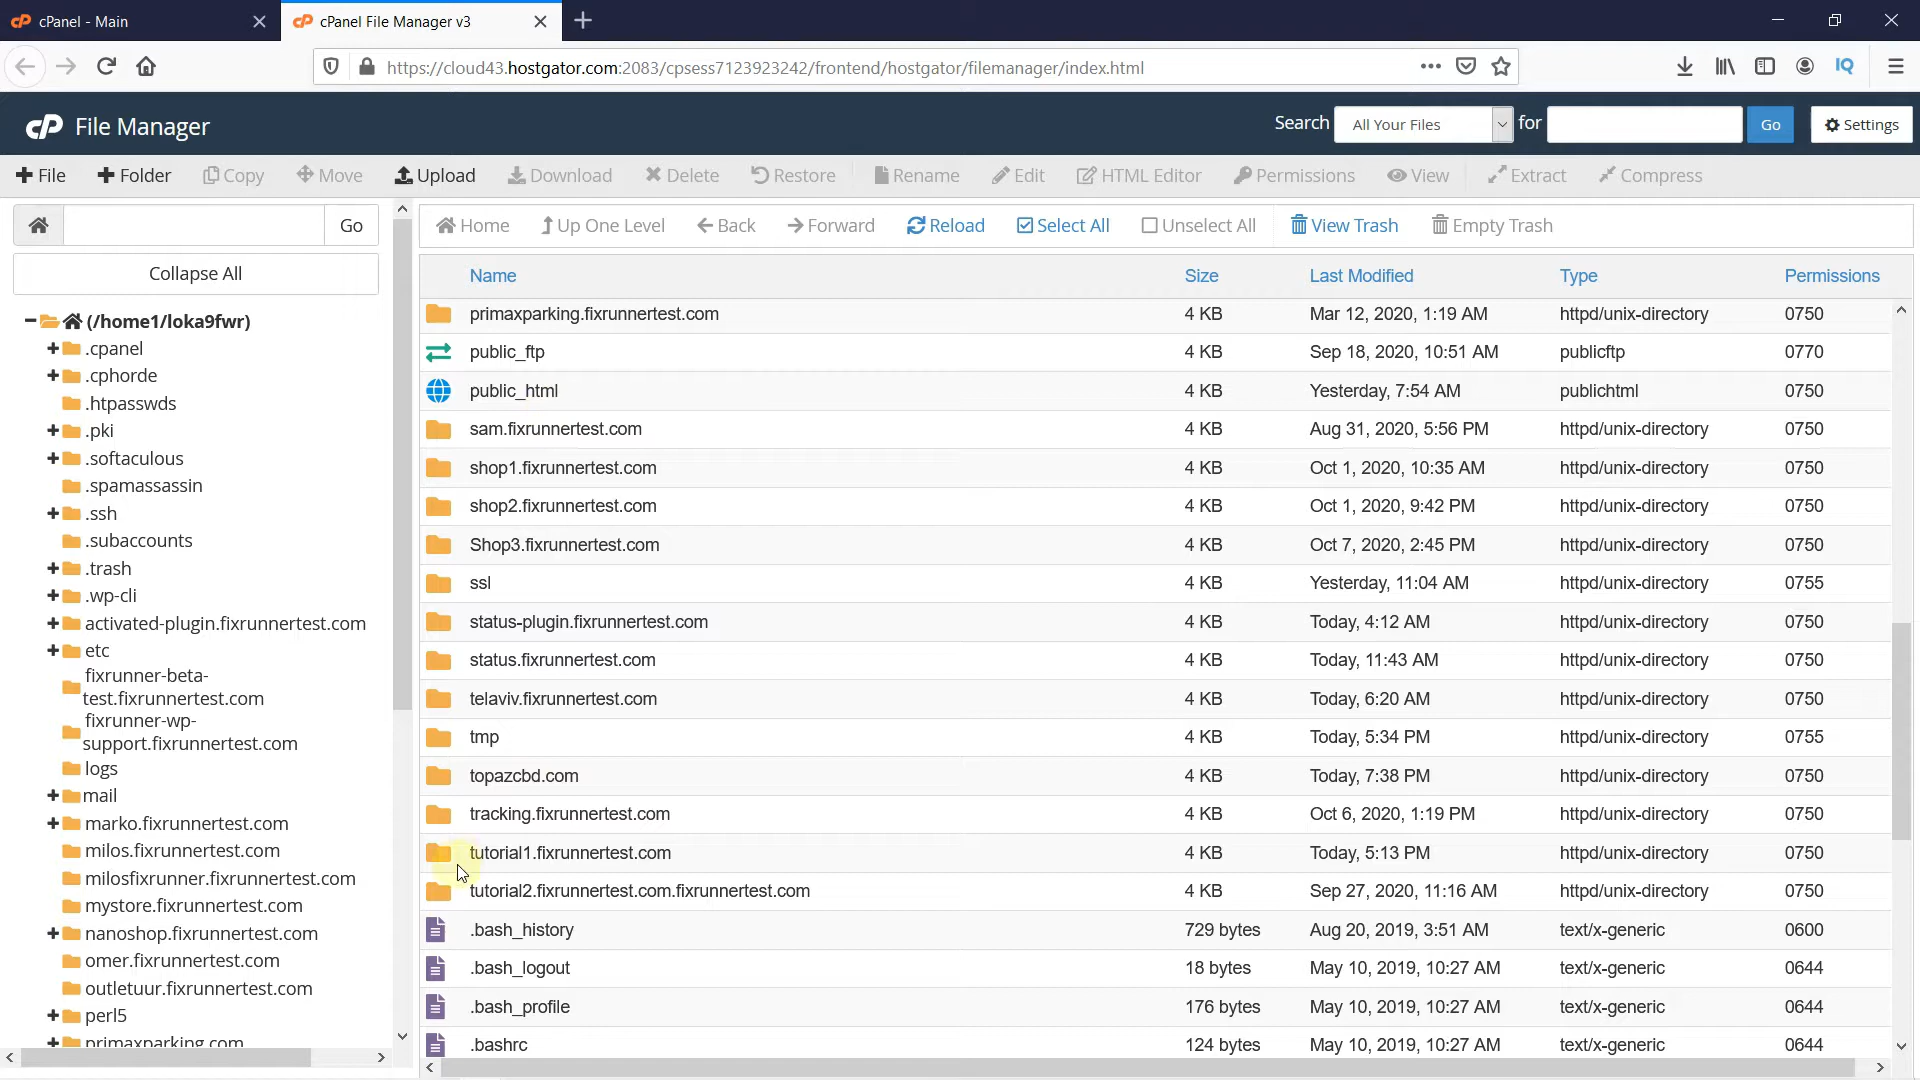 cPanel - Main
cPanel File Manager v3
https://cloud43.hostgator.com:2083/cpsess7123923242/frontend/hostgator/filemanager/index.html
IQ
cP File Manager
Search All Your Files for Go Settings
File Folder Copy Move Upload Download Delete Restore Rename Edit HTML Editor Permissions View Extract Compress
Go
Home Up One Level Back Forward Reload Select All Unselect All View Trash Empty Trash
Collapse All
(/home1/loka9fwr)
.cpanel
.cphorde
.htpasswds
.pki
.softaculous
.spamassassin
.ssh
.subaccounts
.trash
.wp-cli
activated-plugin.fixrunnertest.com
etc
fixrunner-beta-
test.fixrunnertest.com
fixrunner-wp-
support.fixrunnertest.com
logs
mail
marko.fixrunnertest.com
milos.fixrunnertest.com
milosfixrunner.fixrunnertest.com
mystore.fixrunnertest.com
nanoshop.fixrunnertest.com
omer.fixrunnertest.com
outletuur.fixrunnertest.com
perl5
primaxparking.com
Name Size Last Modified Type Permissions
primaxparking.fixrunnertest.com 4 KB Mar 12, 2020, 1:19 AM httpd/unix-directory 0750
public_ftp 4 KB Sep 18, 2020, 10:51 AM publicftp 0770
public_html 4 KB Yesterday, 7:54 AM publichtml 0750
sam.fixrunnertest.com 4 KB Aug 31, 2020, 5:56 PM httpd/unix-directory 0750
shop1.fixrunnertest.com 4 KB Oct 1, 2020, 10:35 AM httpd/unix-directory 0750
shop2.fixrunnertest.com 4 KB Oct 1, 2020, 9:42 PM httpd/unix-directory 0750
Shop3.fixrunnertest.com 4 KB Oct 7, 2020, 2:45 PM httpd/unix-directory 0750
ssl 4 KB Yesterday, 11:04 AM httpd/unix-directory 0755
status-plugin.fixrunnertest.com 4 KB Today, 4:12 AM httpd/unix-directory 0750
status.fixrunnertest.com 4 KB Today, 11:43 AM httpd/unix-directory 0750
telaviv.fixrunnertest.com 4 KB Today, 6:20 AM httpd/unix-directory 0750
tmp 4 KB Today, 5:34 PM httpd/unix-directory 0755
topazcbd.com 4 KB Today, 7:38 PM httpd/unix-directory 0750
tracking.fixrunnertest.com 4 KB Oct 6, 2020, 1:19 PM httpd/unix-directory 0750
tutorial1.fixrunnertest.com 4 KB Today, 5:13 PM httpd/unix-directory 0750
tutorial2.fixrunnertest.com.fixrunnertest.com 4 KB Sep 27, 2020, 11:16 AM httpd/unix-directory 0750
.bash_history 729 bytes Aug 20, 2019, 3:51 AM text/x-generic 0600
.bash_logout 18 bytes May 10, 2019, 10:27 AM text/x-generic 0644
.bash_profile 176 bytes May 10, 2019, 10:27 AM text/x-generic 0644
.bashrc 124 bytes May 10, 2019, 10:27 AM text/x-generic 0644